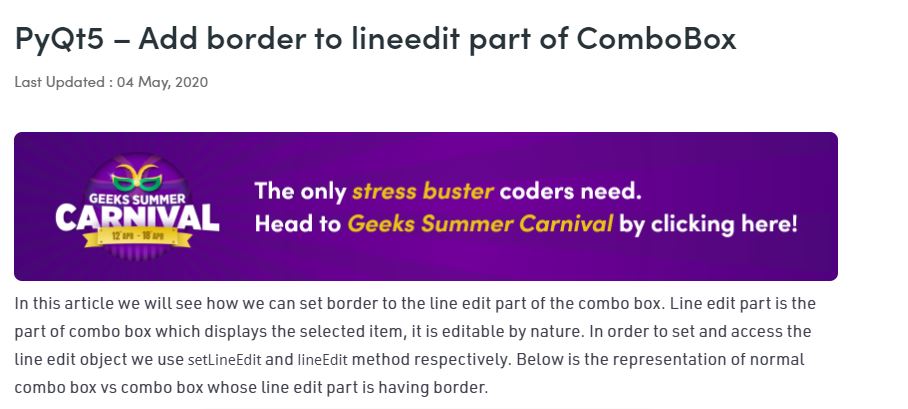 PyQt5 – Add border to lineedit part of ComboBox
Last Updated : 04 May, 2020
GEEKS SUMMER
CARNIVAL
12 APR - 18 APR
The only stress buster coders need.
Head to Geeks Summer Carnival by clicking here!
In this article we will see how we can set border to the line edit part of the combo box. Line edit part is the
part of combo box which displays the selected item, it is editable by nature. In order to set and access the
line edit object we use setLineEdit and lineEdit method respectively. Below is the representation of normal
combo box vs combo box whose line edit part is having border.